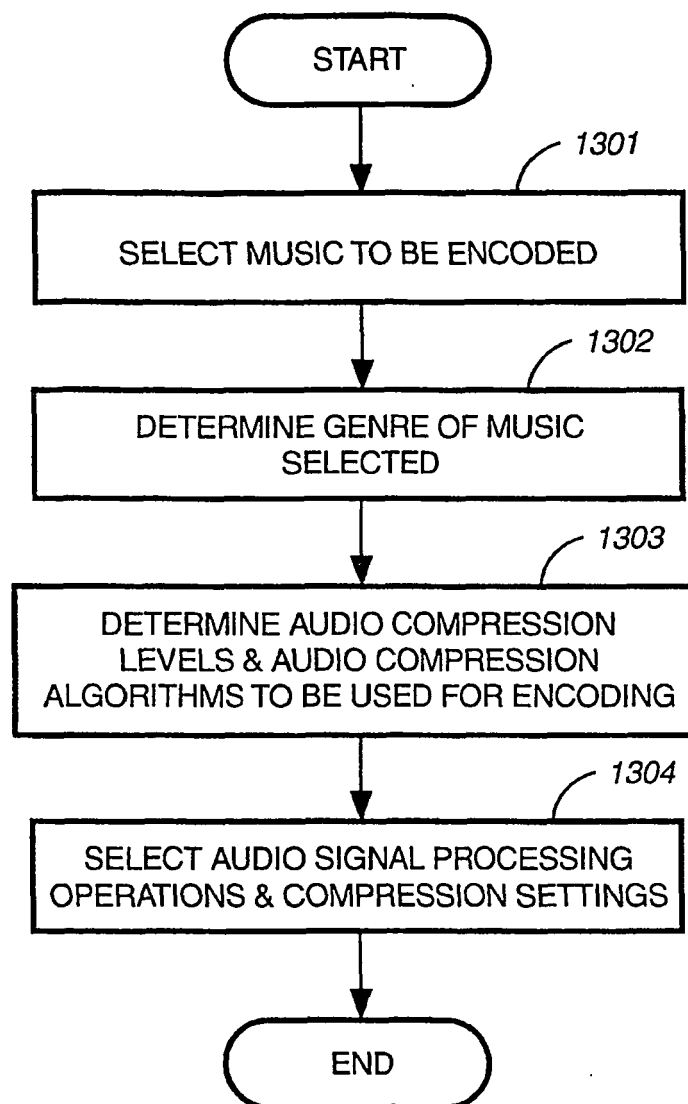 START
1301
SELECT MUSIC TO BE ENCODED
1302
DETERMINE GENRE OF MUSIC
SELECTED
1303
DETERMINE AUDIO COMPRESSION
LEVELS & AUDIO COMPRESSION
ALGORITHMS TO BE USED FOR ENCODING
1304
SELECT AUDIO SIGNAL PROCESSING
OPERATIONS & COMPRESSION SETTINGS
END